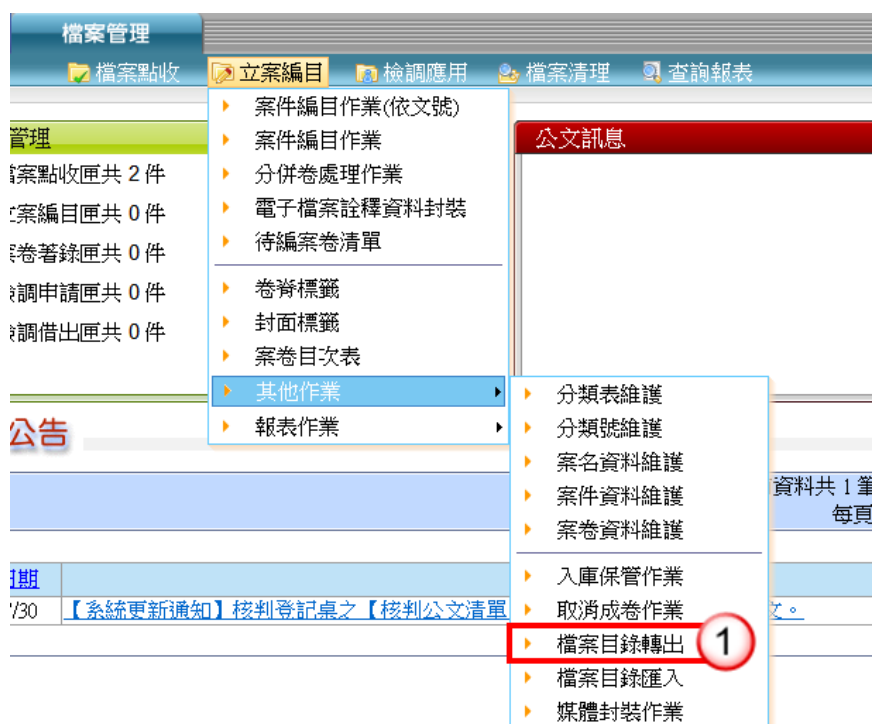 檔案管理
檔案點收 立案編目 檢調應用 檔案清理 查詢報表
案件編目作業(依文號)
案件編目作業
分併卷處理作業
電子檔案詮釋資料封裝
待編案卷清單
卷脊標籤
封面標籤
案卷目次表
其他作業
報表作業
管理
檔案點收匣共 2 件
立案編目匣共 0 件
案卷著錄匣共 0 件
檢調申請匣共 0 件
檢調借出匣共 0 件
公文訊息
分類表維護
分類號維護
案名資料維護
案件資料維護
案卷資料維護
入庫保管作業
取消成卷作業
檔案目錄轉出 1
檔案目錄匯入
媒體封裝作業
公告
資料共 1 筆
每頁
日期
/30 【系統更新通知】核判登記桌之【核判公文清單
文。